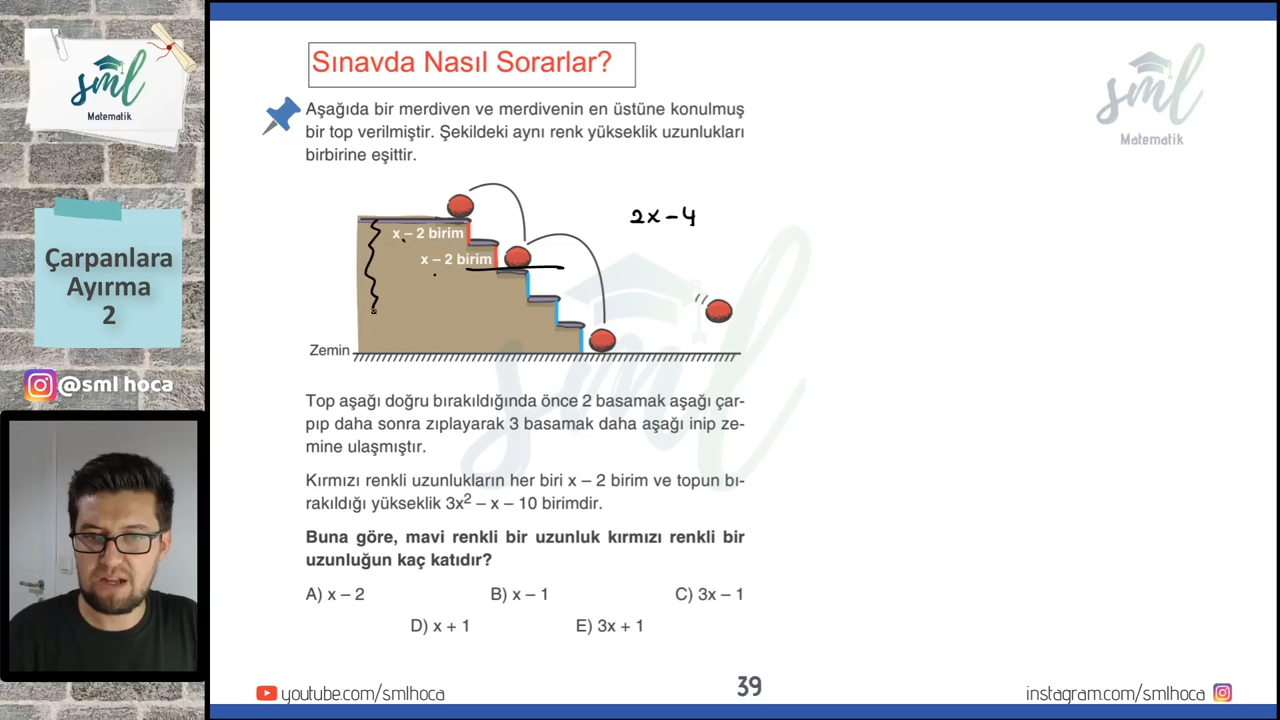 sml
Matematik
Çarpanlara
Ayırma
2
@sml hoca
Sınavda Nasıl Sorarlar?
Aşağıda bir merdiven ve merdivenin en üstüne konulmuş
bir top verilmiştir. Şekildeki aynı renk yükseklik uzunlukları
birbirine eşittir.
x – 2 birim
x – 2 birim
2x – 4
Zemin
Top aşağı doğru bırakıldığında önce 2 basamak aşağı çar-
pıp daha sonra zıplayarak 3 basamak daha aşağı inip ze-
mine ulaşmıştır.
Kırmızı renkli uzunlukların her biri x – 2 birim ve topun bı-
rakıldığı yükseklik 3x² – x – 10 birimdir.
Buna göre, mavi renkli bir uzunluk kırmızı renkli bir
uzunluğun kaç katıdır?
A) x – 2 B) x – 1 C) 3x – 1
D) x + 1 E) 3x + 1
sml
Matematik
youtube.com/smlhoca
39
instagram.com/smlhoca